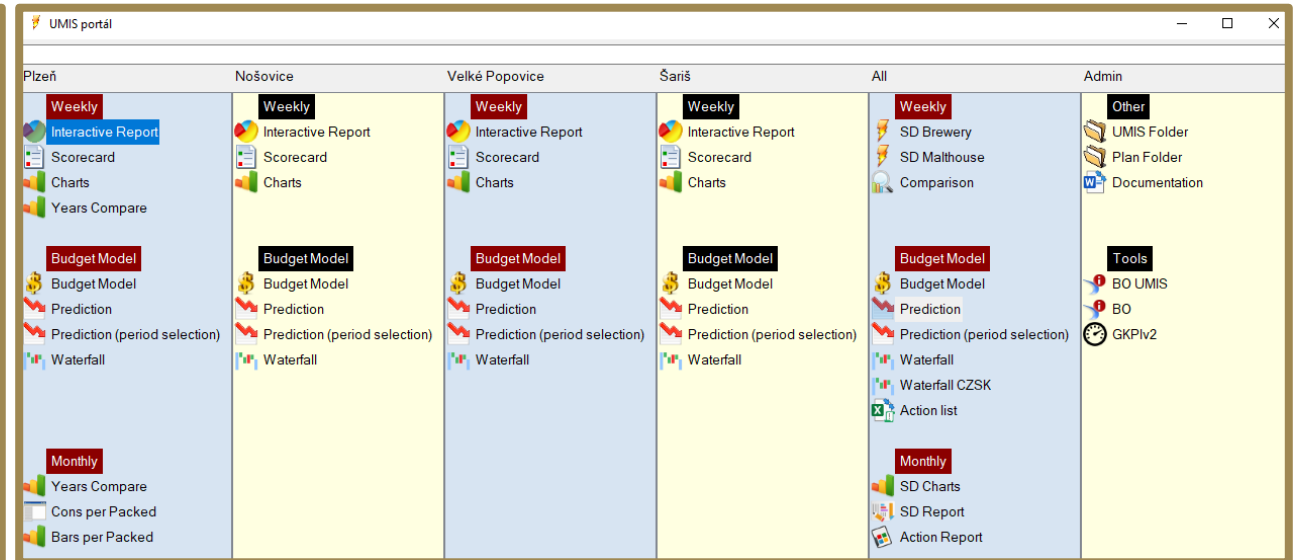 UMIS portál
Plzeň Nošovice Velké Popovice Šariš All Admin
Weekly Weekly Weekly Weekly Weekly Other
Interactive Report Interactive Report Interactive Report Interactive Report SD Brewery UMIS Folder
Scorecard Scorecard Scorecard Scorecard SD Malthouse Plan Folder
Charts Charts Charts Charts Comparison Documentation
Years Compare
Budget Model Budget Model Budget Model Budget Model Budget Model Tools
Budget Model Budget Model Budget Model Budget Model Budget Model BO UMIS
Prediction Prediction Prediction Prediction Prediction BO
Prediction (period selection) Prediction (period selection) Prediction (period selection) Prediction (period selection) Prediction (period selection) GKPIv2
Waterfall Waterfall Waterfall Waterfall Waterfall
Waterfall CZSK
Action list
Monthly Monthly
Years Compare SD Charts
Cons per Packed SD Report
Bars per Packed Action Report